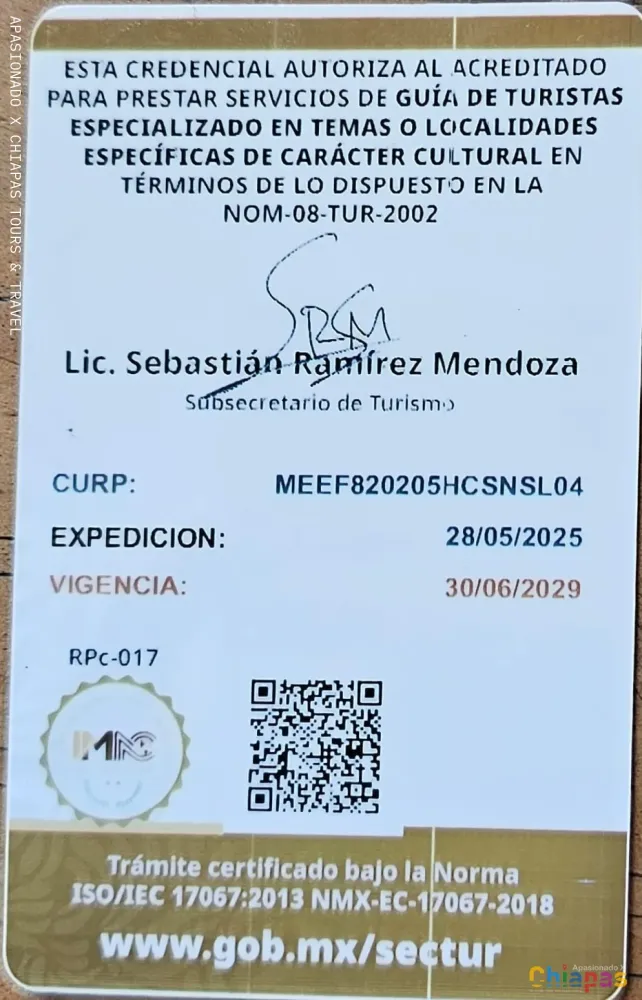 APASIONADO X CHIAPAS TOURS & TRAVEL
ESTA CREDENCIAL AUTORIZA AL ACREDITADO
PARA PRESTAR SERVICIOS DE GUÍA DE TURISTAS
ESPECIALIZADO EN TEMAS O LOCALIDADES
ESPECÍFICAS DE CARÁCTER CULTURAL EN
TÉRMINOS DE LO DISPUESTO EN LA
NOM-08-TUR-2002
SRM
Lic. Sebastián Ramírez Mendoza
Subsecretario de Turismo
CURP: MEEF820205HCSNSL04
EXPEDICION: 28/05/2025
VIGENCIA: 30/06/2029
RPc-017
IMNC
Trámite certificado bajo la Norma
ISO/IEC 17067:2013 NMX-EC-17067-2018
www.gob.mx/sectur
Apasionado X
Chiapas